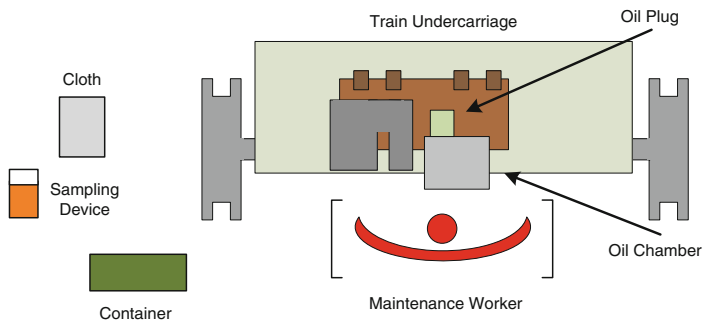 Train Undercarriage
Oil Plug
Cloth
Sampling
Device
Oil Chamber
Container
Maintenance Worker